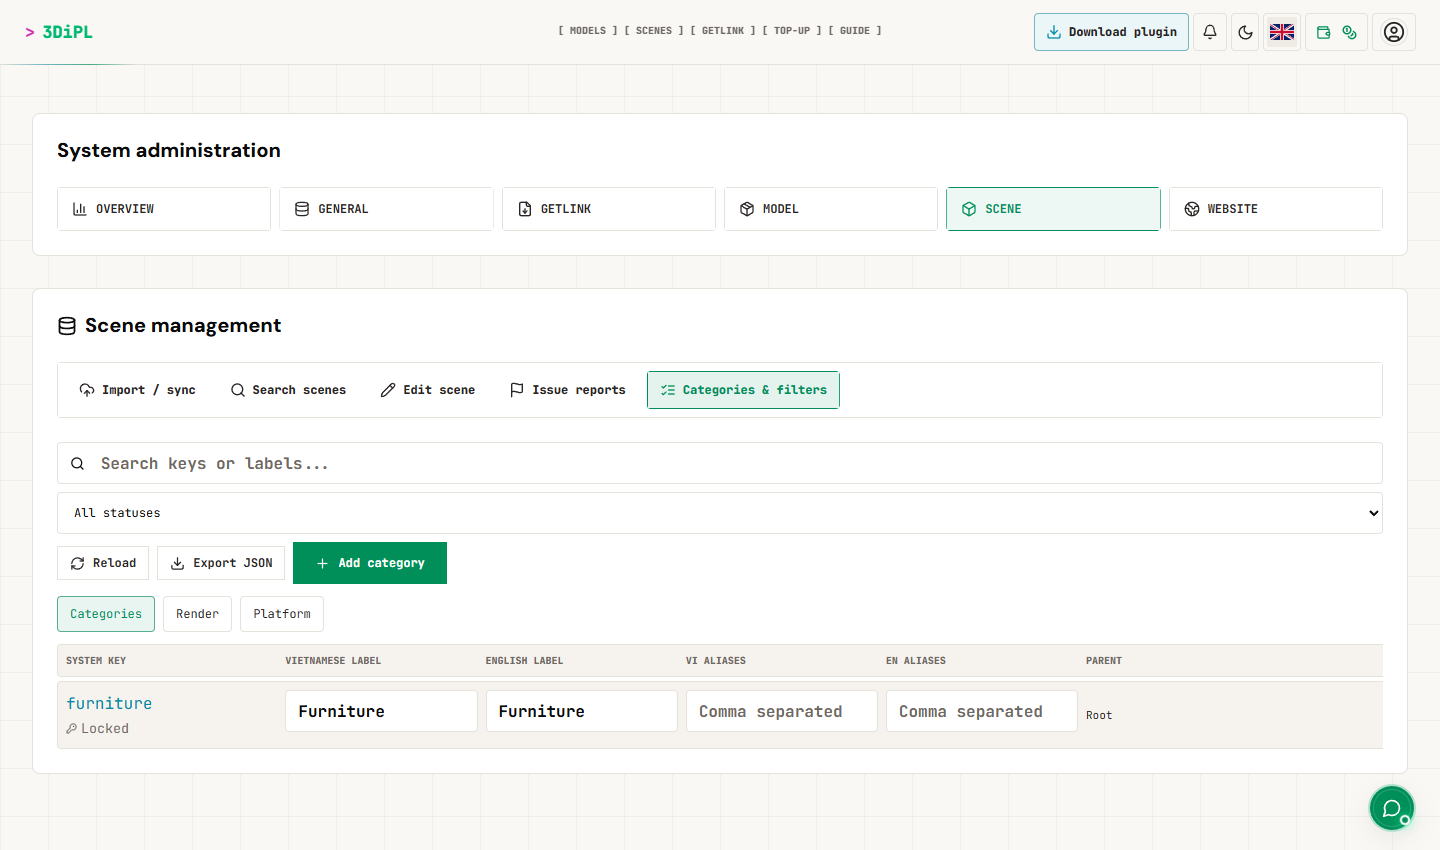 > 3DiPL
[ MODELS ] [ SCENES ] [ GETLINK ] [ TOP-UP ] [ GUIDE ]
Download plugin
System administration
OVERVIEW
GENERAL
GETLINK
MODEL
SCENE
WEBSITE
Scene management
Import / sync
Search scenes
Edit scene
Issue reports
Categories & filters
Search keys or labels...
All statuses
Reload
Export JSON
+ Add category
Categories
Render
Platform
SYSTEM KEY
VIETNAMESE LABEL
ENGLISH LABEL
VI ALIASES
EN ALIASES
PARENT
furniture
Locked
Furniture
Furniture
Comma separated
Comma separated
Root